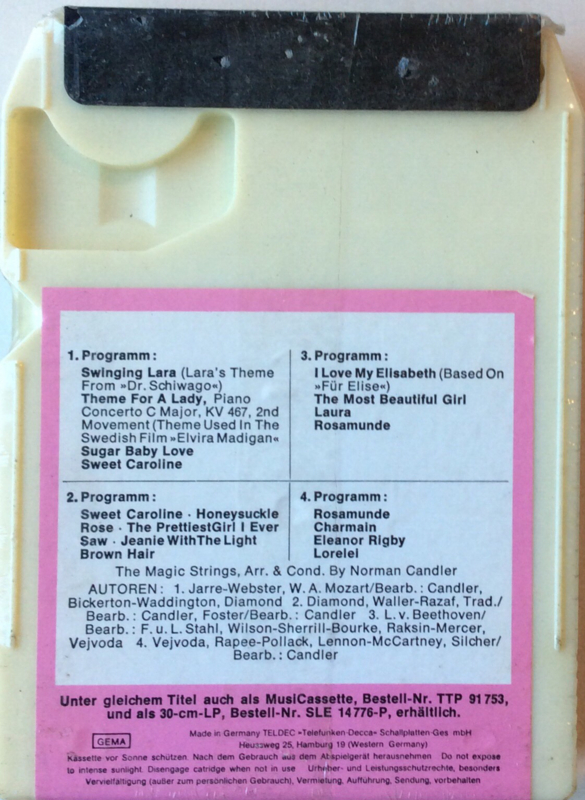 1. Programm:
Swinging Lara (Lara's Theme
From »Dr. Schiwago«)
Theme For A Lady, Piano
Concerto C Major, KV 467, 2nd
Movement (Theme Used In The
Swedish Film »Elvira Madigan«
Sugar Baby Love
Sweet Caroline
3. Programm:
I Love My Elisabeth (Based On
»Für Elise«)
The Most Beautiful Girl
Laura
Rosamunde
2. Programm:
Sweet Caroline · Honeysuckle
Rose · The PrettiestGirl I Ever
Saw · Jeanie WithThe Light
Brown Hair
4. Programm:
Rosamunde
Charmain
Eleanor Rigby
Lorelei
The Magic Strings, Arr. & Cond. By Norman Candler
AUTOREN: 1. Jarre-Webster, W. A. Mozart/Bearb.: Candler,
Bickerton-Waddington, Diamond 2. Diamond, Waller-Razaf, Trad./
Bearb.: Candler, Foster/Bearb.: Candler 3. L. v. Beethoven/
Bearb.: F. u. L. Stahl, Wilson-Sherrill-Bourke, Raksin-Mercer,
Vejvoda 4. Vejvoda, Rapee-Pollack, Lennon-McCartney, Silcher/
Bearb.: Candler
Unter gleichem Titel auch als MusiCassette, Bestell-Nr. TTP 91 753,
und als 30-cm-LP, Bestell-Nr. SLE 14776-P, erhältlich.
GEMA
Made in Germany TELDEC »Telefunken-Decca« Schallplatten-Ges mbH
Heussweg 25, Hamburg 19 (Western Germany)
Kassette vor Sonne schützen. Nach dem Gebrauch aus dem Abspielgerät herausnehmen Do not expose
to intense sunlight. Disengage catridge when not in use Urheber- und Leistungsschutzrechte, besonders
Vervielfältigung (außer zum persönlichen Gebrauch), Vermietung, Aufführung, Sendung, vorbehalten